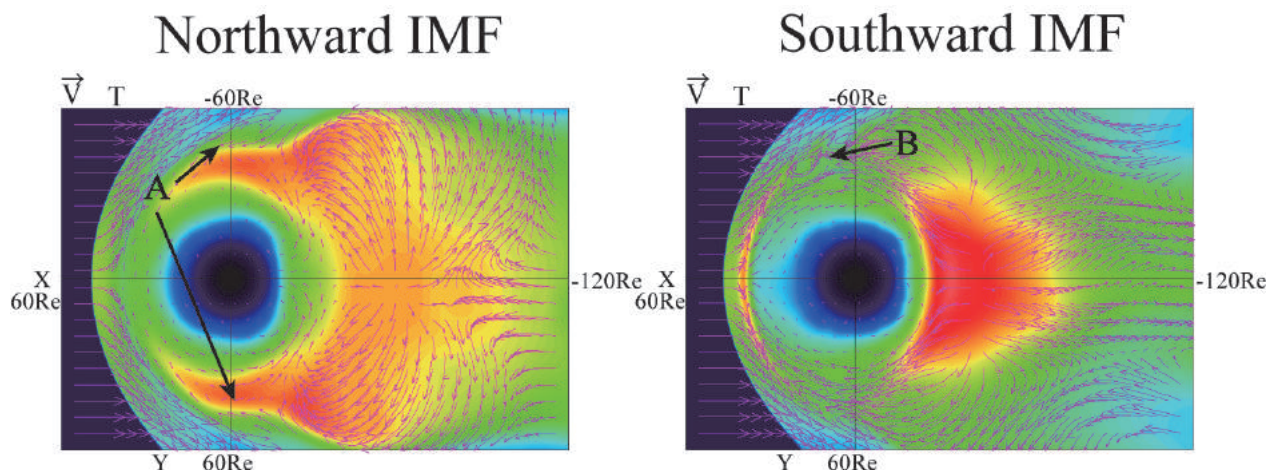 Northward IMF
Southward IMF
V T -60Re
V T -60Re
A
B
X
60Re
-120Re
X
60Re
-120Re
Y 60Re
Y 60Re